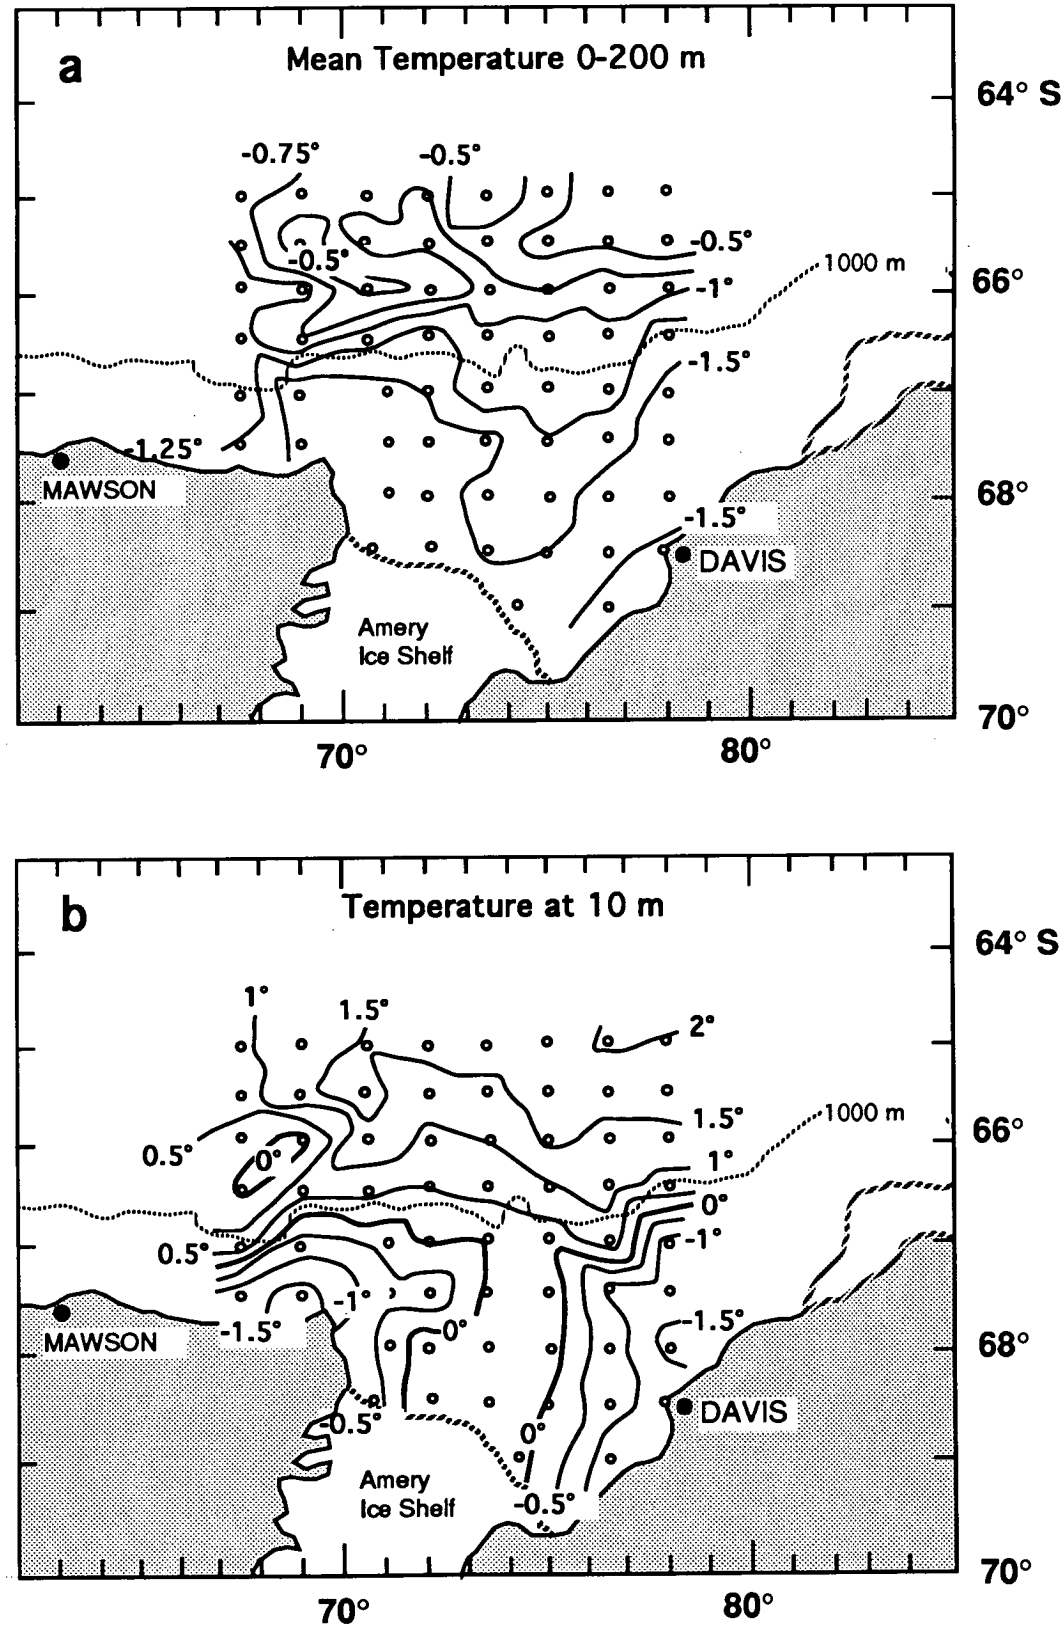 a
Mean Temperature 0-200 m
64° S
-0.75°
-0.5°
-0.5°
-0.5°
1000 m
66°
-1°
-1.5°
-1.25°
MAWSON
68°
-1.5°
DAVIS
Amery
Ice Shelf
70°
70°
80°
b
Temperature at 10 m
64° S
1°
1.5°
2°
1.5°
1000 m
66°
0.5°
0°
1°
0°
0.5°
-1°
-1°
-1.5°
0°
-1.5°
MAWSON
68°
-0.5°
DAVIS
0°
Amery
Ice Shelf
-0.5°
70°
70°
80°